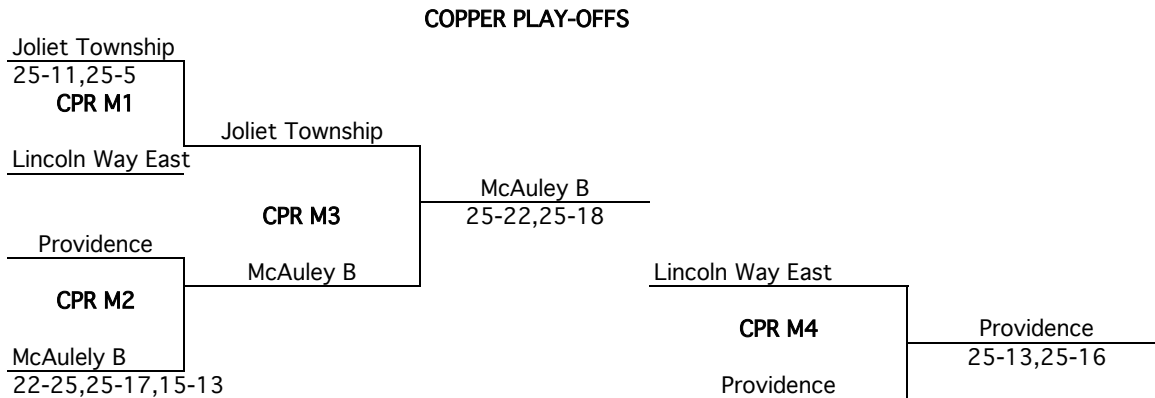 COPPER PLAY-OFFS
Joliet Township
25-11,25-5
CPR M1
Joliet Township
Lincoln Way East
McAuley B
CPR M3
25-22,25-18
Providence
McAuley B
Lincoln Way East
CPR M2
CPR M4
Providence
McAulely B
25-13,25-16
22-25,25-17,15-13
Providence